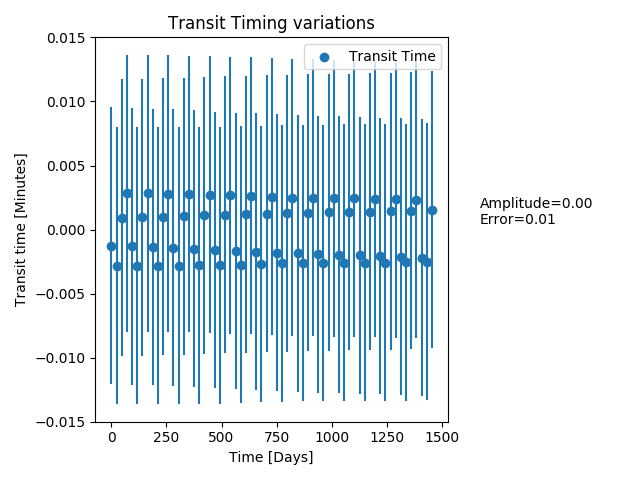 Transit Timing variations
Transit Time
0.015
0.010
0.005
0.000
−0.005
−0.010
−0.015
Transit time [Minutes]
0
250
500
750
1000
1250
1500
Time [Days]
Amplitude=0.00
Error=0.01